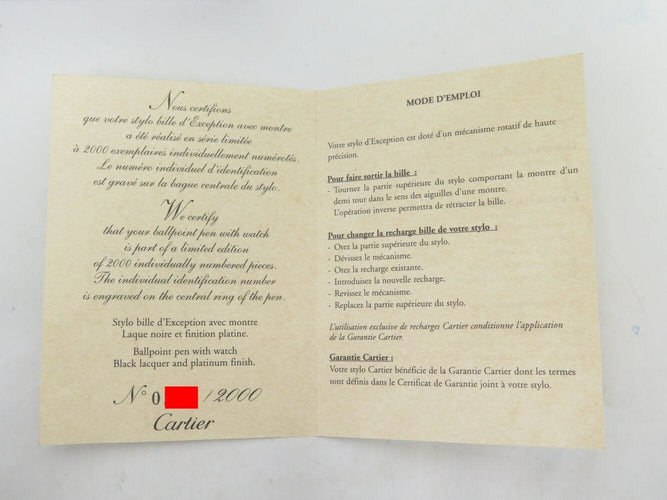 Nous certifions
que votre stylo bille d'Exception avec montre
a été réalisé en série limitée
à 2000 exemplaires individuellement numérotés.
Le numéro individuel d'identification
est gravé sur la bague centrale du stylo.
We certify
that your ballpoint pen with watch
is part of a limited edition
of 2000 individually numbered pieces.
The individual identification number
is engraved on the central ring of the pen.
Stylo bille d'Exception avec montre
Laque noire et finition platine.
Ballpoint pen with watch
Black lacquer and platinum finish.
N° 0 /2000
Cartier
MODE D'EMPLOI
Votre stylo d'Exception est doté d'un mécanisme rotatif de haute
précision.
Pour faire sortir la bille :
- Tournez la partie supérieure du stylo comportant la montre d'un
demi tour dans le sens des aiguilles d'une montre.
L'opération inverse permettra de rétracter la bille.
Pour changer la recharge bille de votre stylo :
- Otez la partie supérieure du stylo.
- Dévissez le mécanisme.
- Otez la recharge existante.
- Introduisez la nouvelle recharge.
- Revissez le mécanisme.
- Replacez la partie supérieure du stylo.
L'utilisation exclusive de recharges Cartier conditionne l'application
de la Garantie Cartier.
Garantie Cartier :
Votre stylo Cartier bénéficie de la Garantie Cartier dont les termes
sont définis dans le Certificat de Garantie joint à votre stylo.